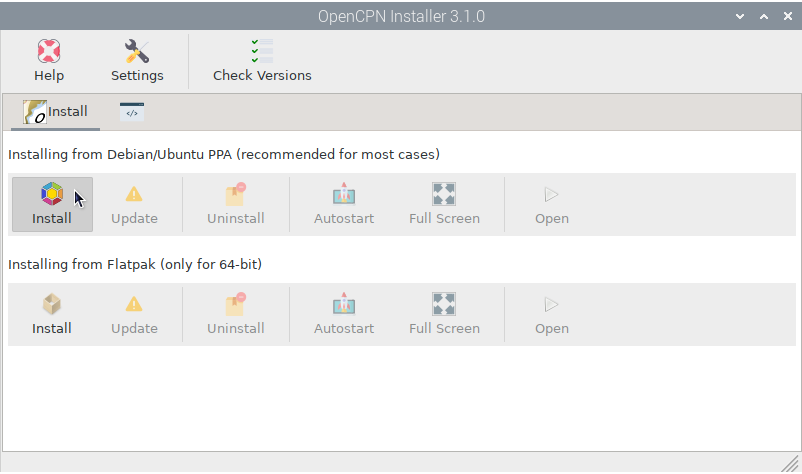 OpenCPN Installer 3.1.0
Help Settings Check Versions
Install </>
Installing from Debian/Ubuntu PPA (recommended for most cases)
Install Update Uninstall Autostart Full Screen Open
Installing from Flatpak (only for 64-bit)
Install Update Uninstall Autostart Full Screen Open